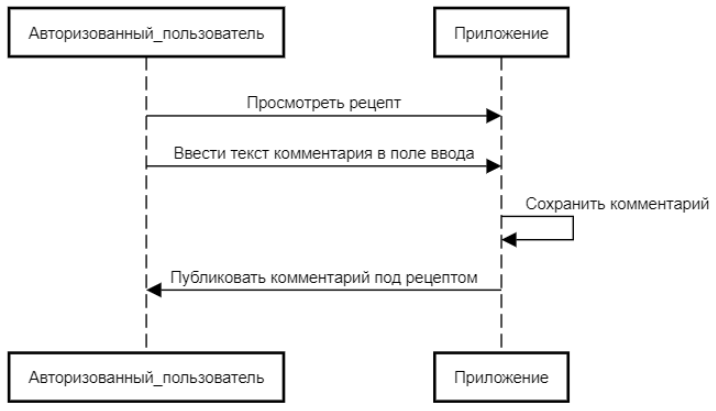 Авторизованный_пользователь
Приложение
Просмотреть рецепт
Ввести текст комментария в поле ввода
Сохранить комментарий
Публиковать комментарий под рецептом
Авторизованный_пользователь
Приложение